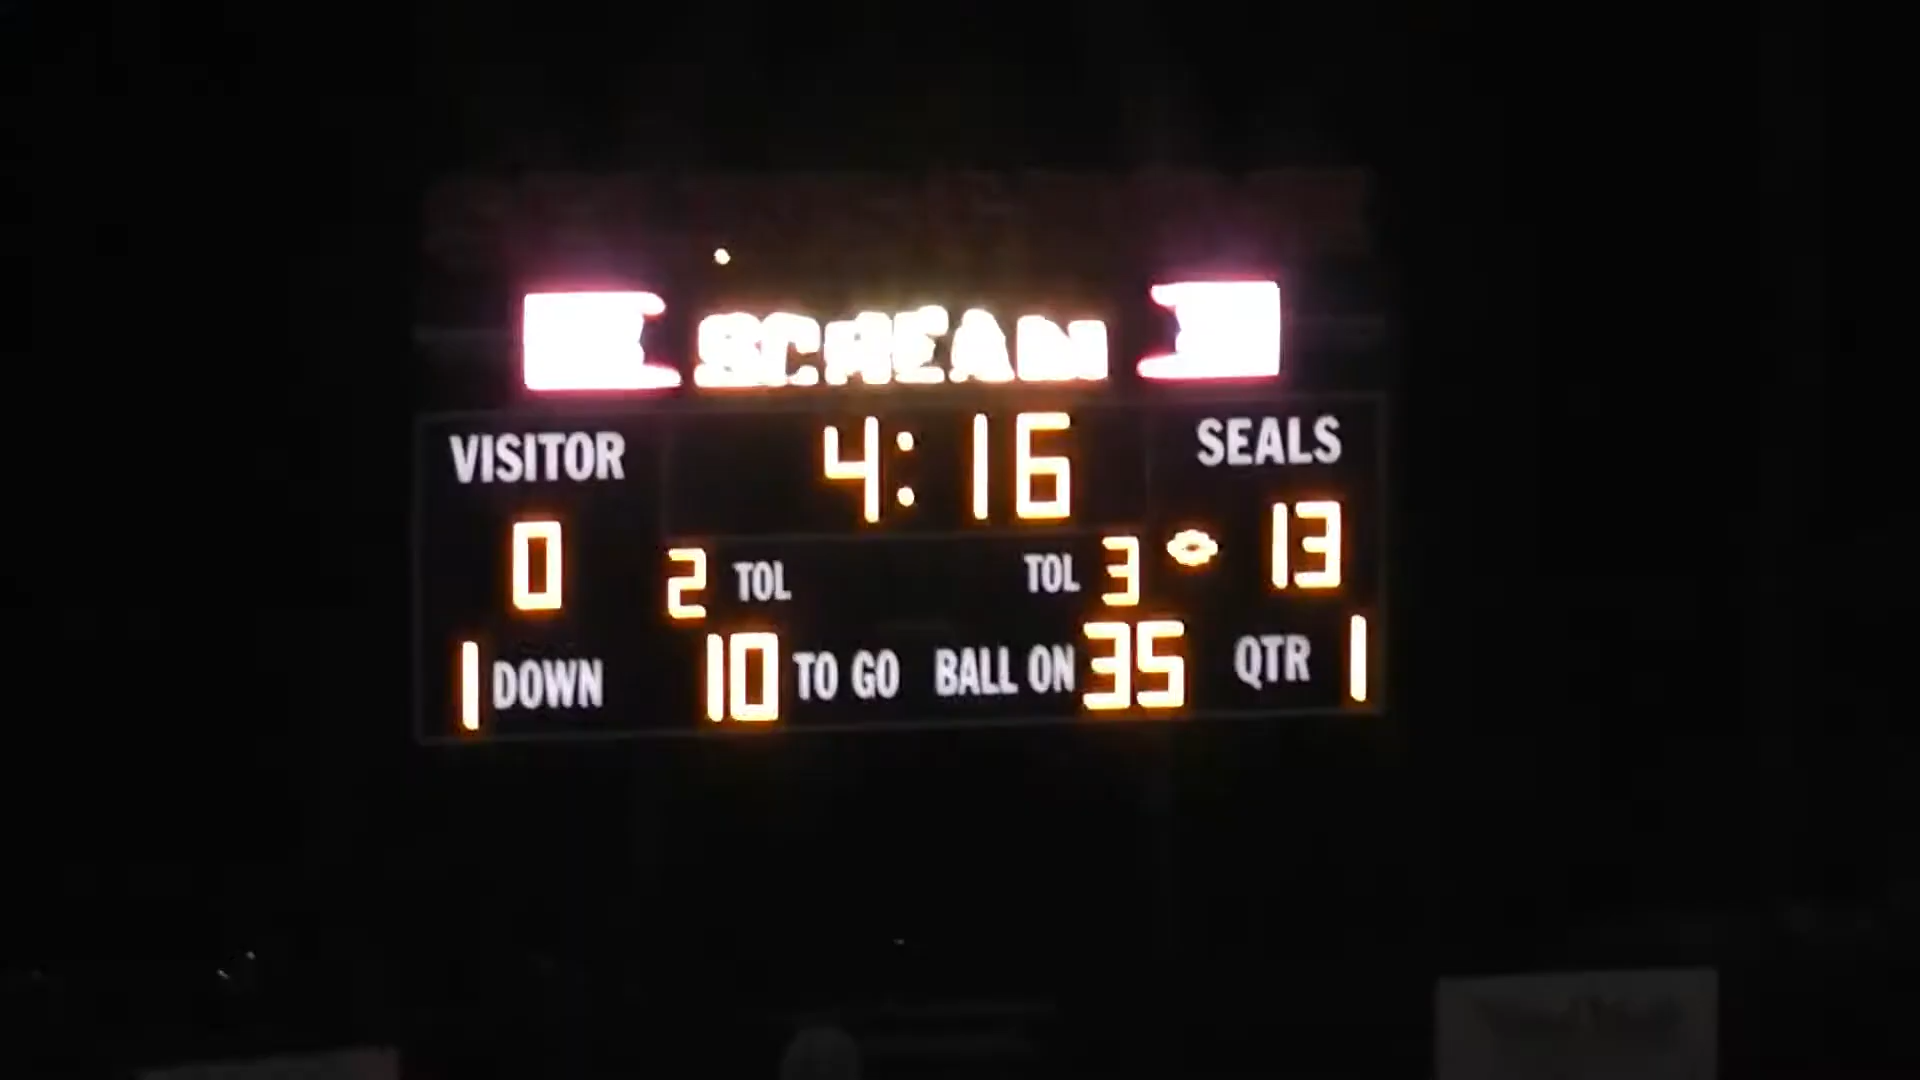 SCREAM
VISITOR 4:16 SEALS
0 2 TOL TOL 3 13
1 DOWN 10 TO GO BALL ON 35 QTR 1